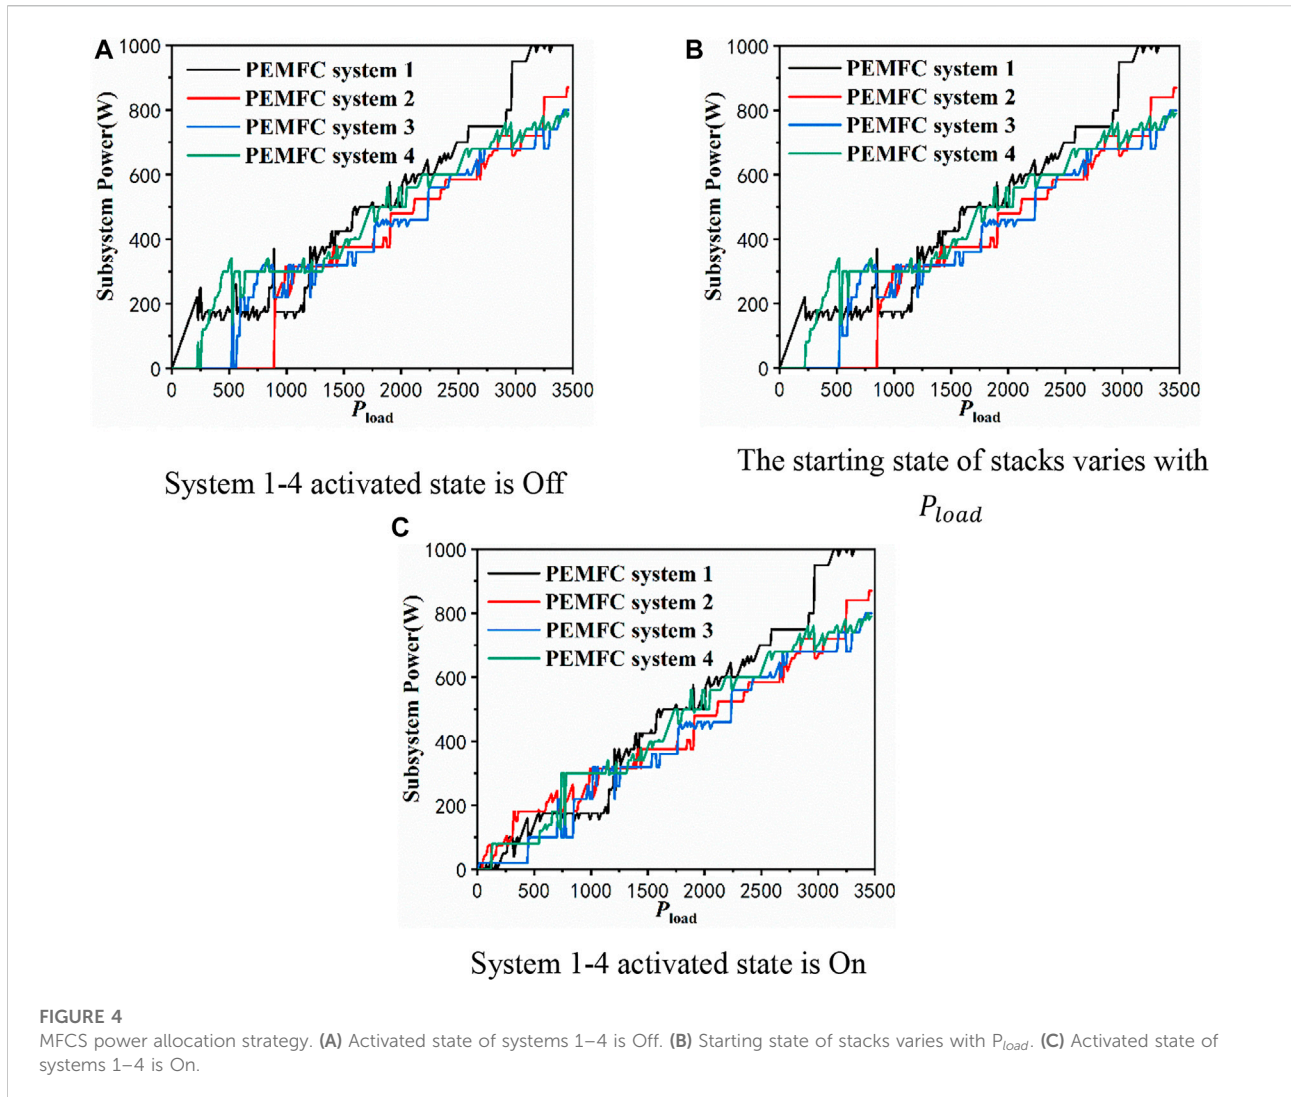 A
1000
800
600
400
200
0
Subsystem Power(W)
PEMFC system 1
PEMFC system 2
PEMFC system 3
PEMFC system 4
0 500 1000 1500 2000 2500 3000 3500
Pload
System 1-4 activated state is Off
B
1000
800
600
400
200
0
Subsystem Power(W)
PEMFC system 1
PEMFC system 2
PEMFC system 3
PEMFC system 4
0 500 1000 1500 2000 2500 3000 3500
Pload
The starting state of stacks varies with
Pload
C
1000
800
600
400
200
0
Subsystem Power(W)
PEMFC system 1
PEMFC system 2
PEMFC system 3
PEMFC system 4
0 500 1000 1500 2000 2500 3000 3500
Pload
System 1-4 activated state is On
FIGURE 4
MFCS power allocation strategy. (A) Activated state of systems 1–4 is Off. (B) Starting state of stacks varies with Pload. (C) Activated state of
systems 1–4 is On.